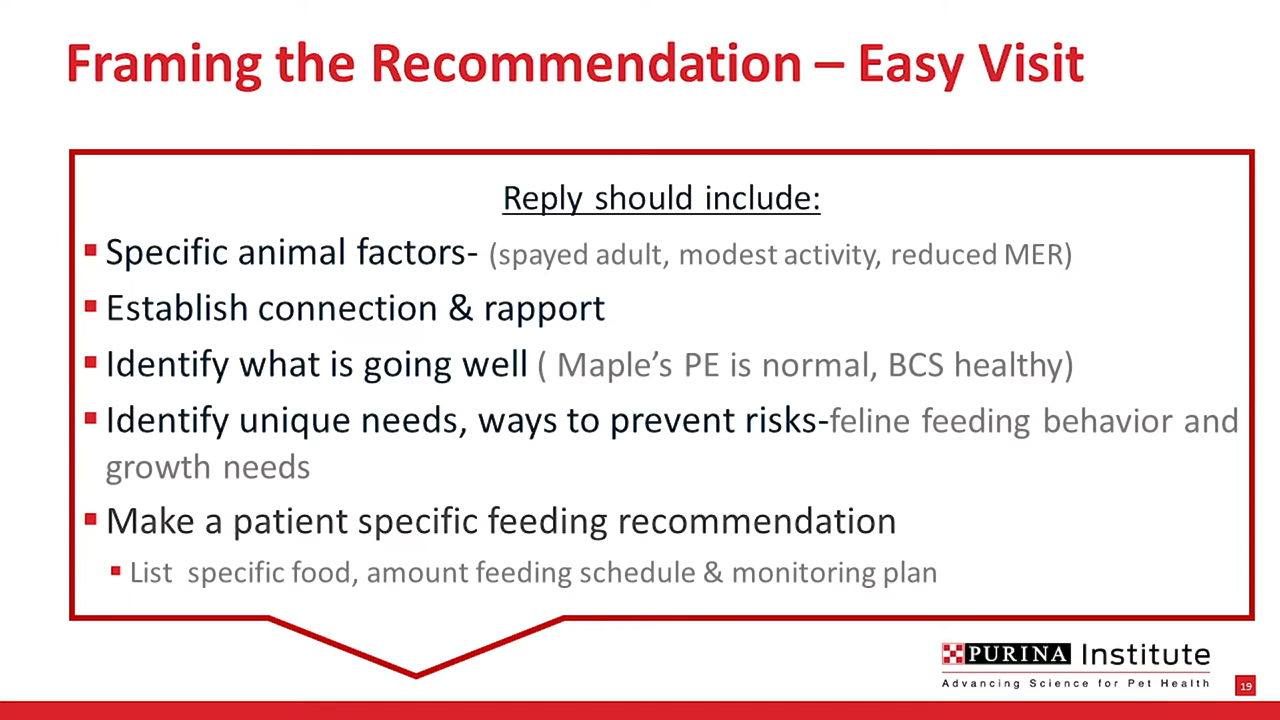 Framing the Recommendation – Easy Visit
Reply should include:
Specific animal factors- (spayed adult, modest activity, reduced MER)
Establish connection & rapport
Identify what is going well ( Maple’s PE is normal, BCS healthy)
Identify unique needs, ways to prevent risks-feline feeding behavior and
growth needs
Make a patient specific feeding recommendation
List specific food, amount feeding schedule & monitoring plan
PURINA Institute
Advancing Science for Pet Health
19